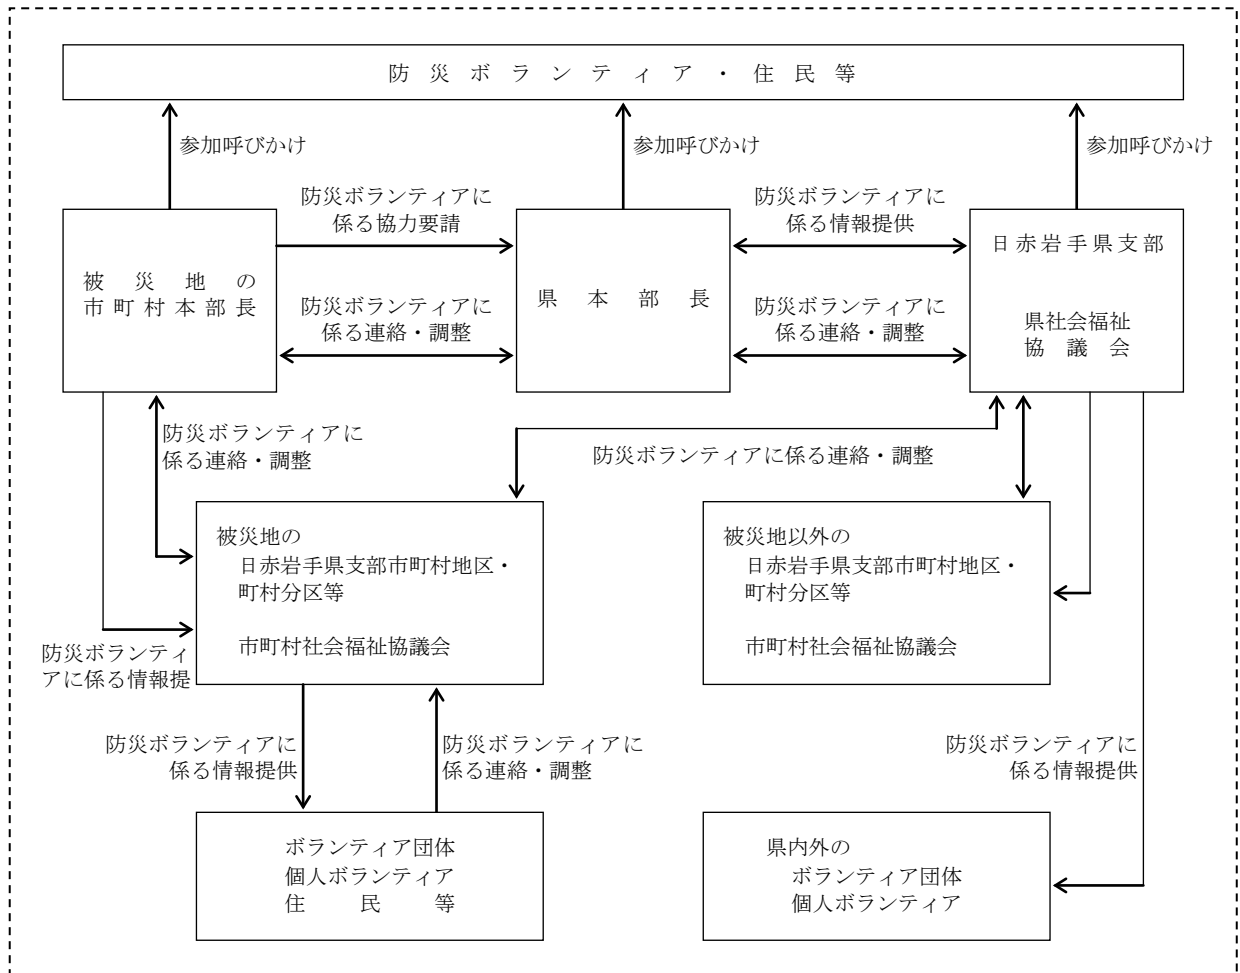 防災ボランティア・住民等
参加呼びかけ
参加呼びかけ
参加呼びかけ
防災ボランティアに
係る協力要請
防災ボランティアに
係る情報提供
被災地の
市町村本部長
県本部長
日赤岩手県支部
県社会福祉
協議会
防災ボランティアに
係る連絡・調整
防災ボランティアに
係る連絡・調整
防災ボランティアに
係る連絡・調整
防災ボランティアに係る連絡・調整
被災地の
日赤岩手県支部市町村地区・
町村分区等
市町村社会福祉協議会
被災地以外の
日赤岩手県支部市町村地区・
町村分区等
市町村社会福祉協議会
防災ボランティ
アに係る情報提
防災ボランティアに
係る情報提供
防災ボランティアに
係る連絡・調整
防災ボランティアに
係る情報提供
ボランティア団体
個人ボランティア
住民等
県内外の
ボランティア団体
個人ボランティア